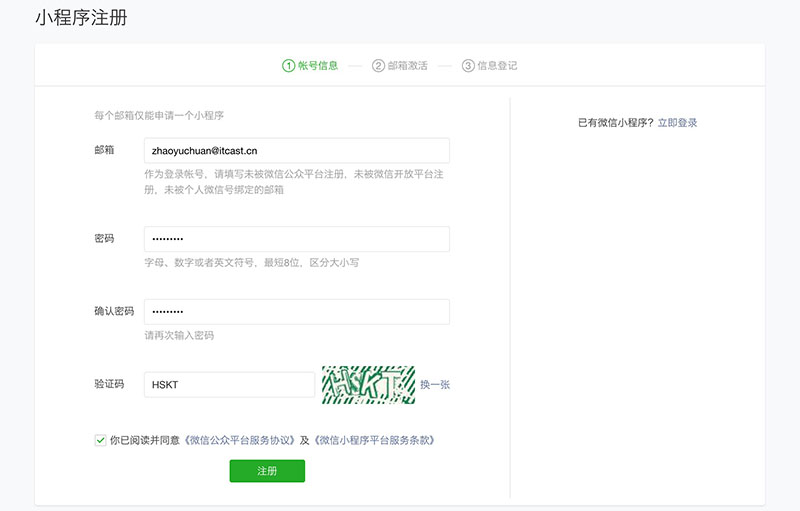 小程序注册
1 帐号信息 2 邮箱激活 3 信息登记
每个邮箱仅能申请一个小程序
已有微信小程序？立即登录
邮箱 zhaoyuchuan@itcast.cn
作为登录帐号，请填写未被微信公众平台注册，未被微信开放平台注
册，未被个人微信号绑定的邮箱
密码 •••••••••
字母、数字或者英文符号，最短8位，区分大小写
确认密码 •••••••••
请再次输入密码
验证码 HSKT HSKT 换一张
你已阅读并同意《微信公众平台服务协议》及《微信小程序平台服务条款》
注册